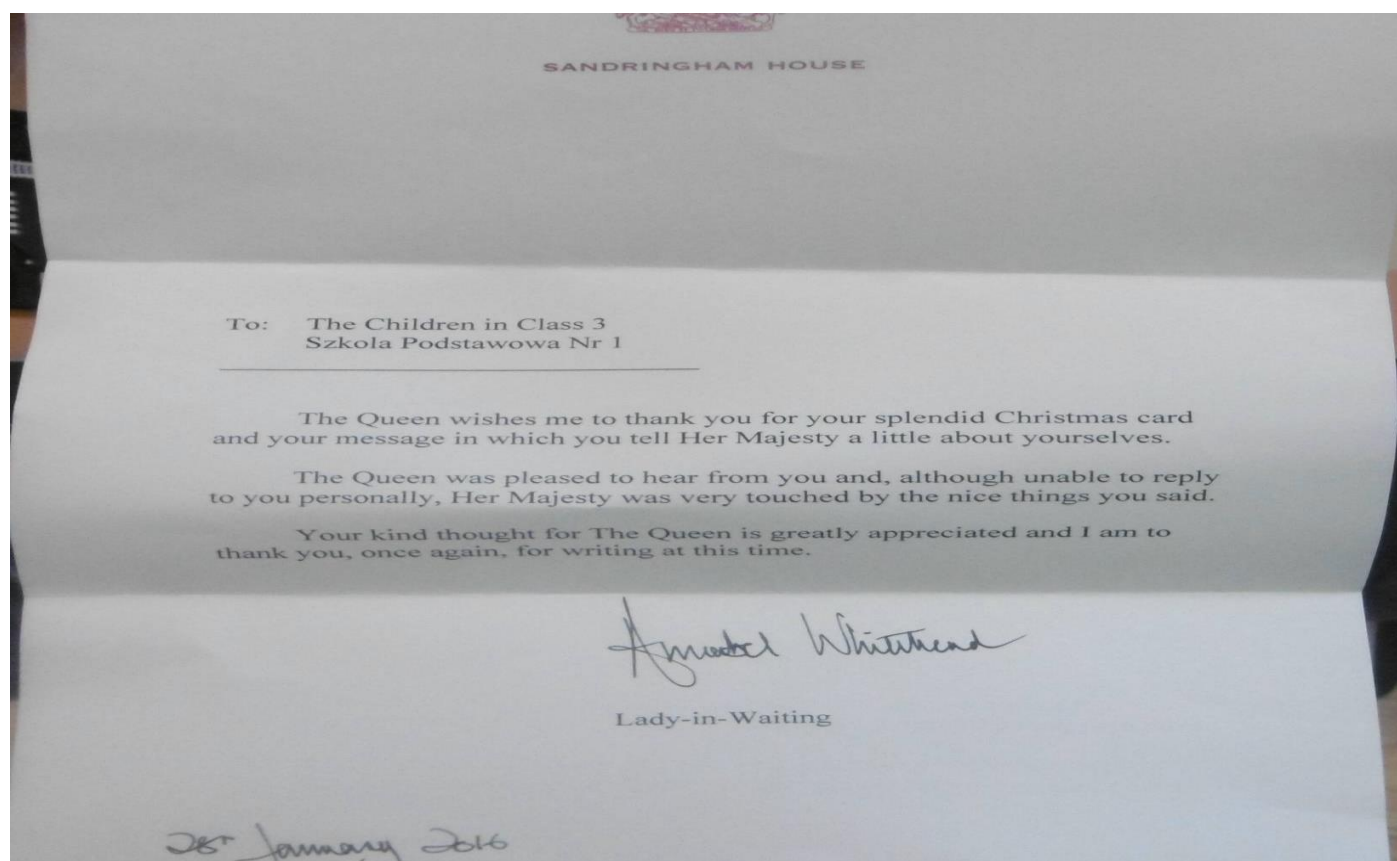 SANDRINGHAM HOUSE
To: The Children in Class 3
Szkola Podstawowa Nr 1
The Queen wishes me to thank you for your splendid Christmas card
and your message in which you tell Her Majesty a little about yourselves.
The Queen was pleased to hear from you and, although unable to reply
to you personally, Her Majesty was very touched by the nice things you said.
Your kind thought for The Queen is greatly appreciated and I am to
thank you, once again, for writing at this time.
Annabel Whitehead
Lady-in-Waiting
28th January 2016